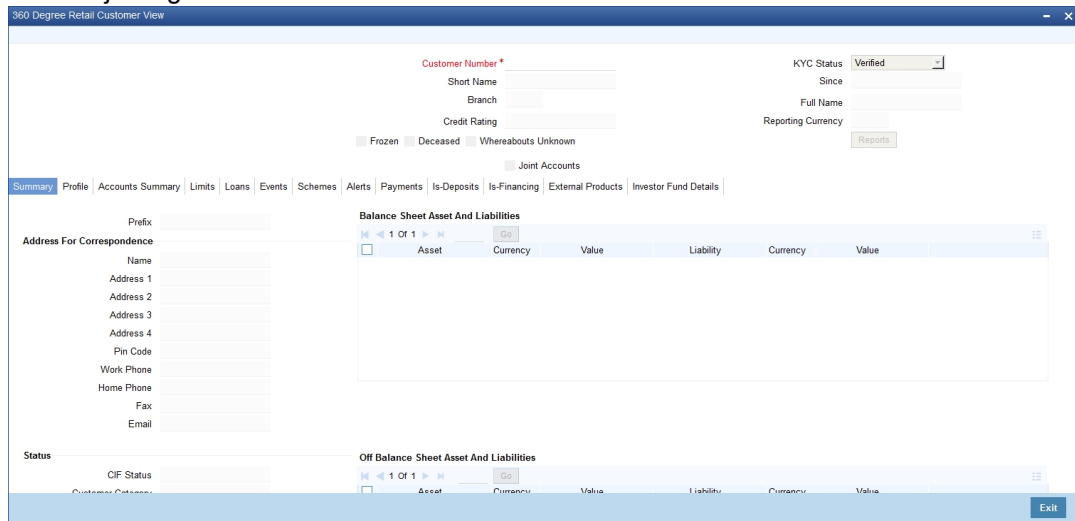 360 Degree Retail Customer View
Customer Number *
KYC Status Verified
Short Name
Since
Branch
Full Name
Credit Rating
Reporting Currency
Frozen Deceased Whereabouts Unknown
Reports
Joint Accounts
Summary Profile Accounts Summary Limits Loans Events Schemes Alerts Payments Is-Deposits Is-Financing External Products Investor Fund Details
Prefix
Address For Correspondence
Name
Address 1
Address 2
Address 3
Address 4
Pin Code
Work Phone
Home Phone
Fax
Email
Balance Sheet Asset And Liabilities
1 Of 1 Go
Asset Currency Value Liability Currency Value
Status
CIF Status
Customer Category
Off Balance Sheet Asset And Liabilities
1 Of 1 Go
Asset Currency Value Liability Currency Value
Exit